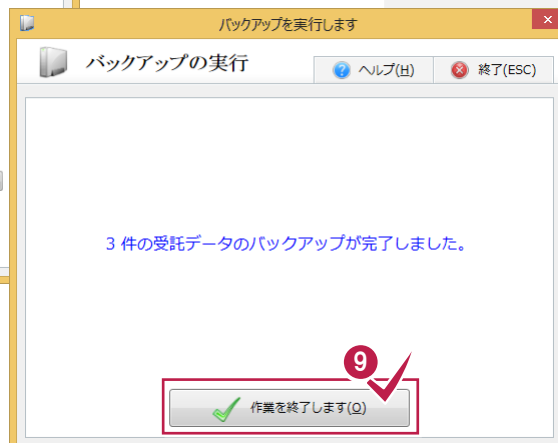 バックアップを実行します
バックアップの実行
ヘルプ(H)
終了(ESC)
3 件の受託データのバックアップが完了しました。
9
作業を終了します(O)